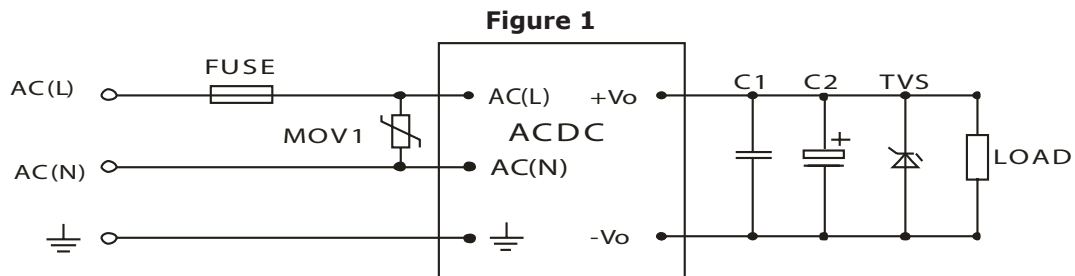 Figure 1
FUSE
AC(L)
MOV1
AC(N)
AC(L)
+Vo
ACDC
AC(N)
-Vo
C1 C2 TVS
+
LOAD